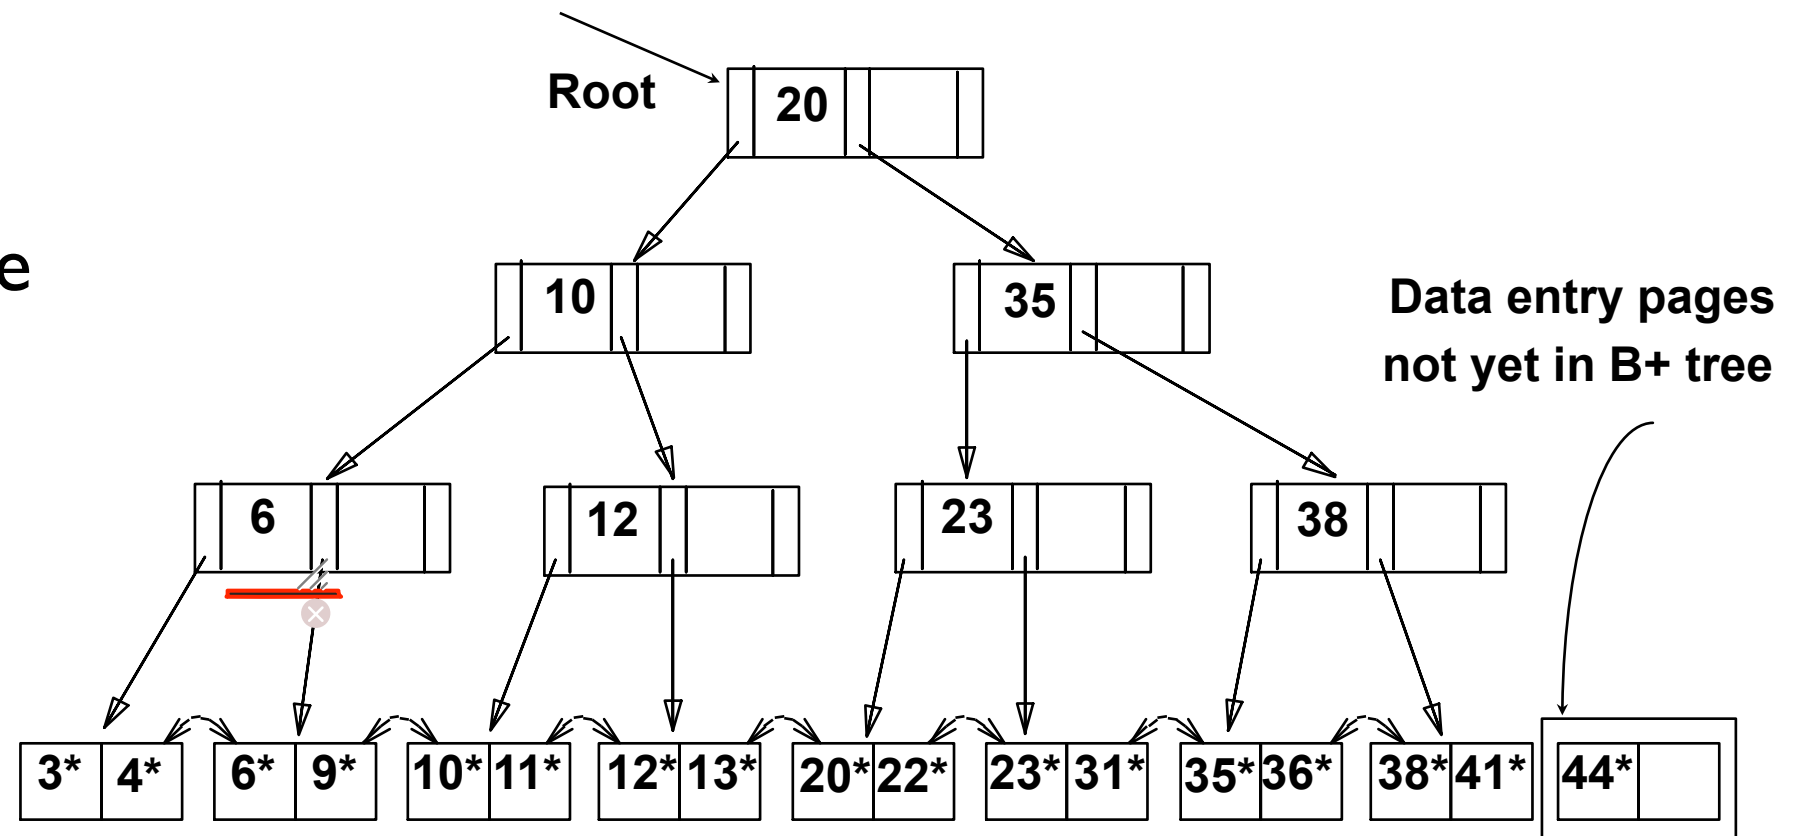 Root
20
e
10
35
Data entry pages
not yet in B+ tree
6
12
23
38
3* 4* 6* 9* 10* 11* 12* 13* 20* 22* 23* 31* 35* 36* 38* 41* 44*